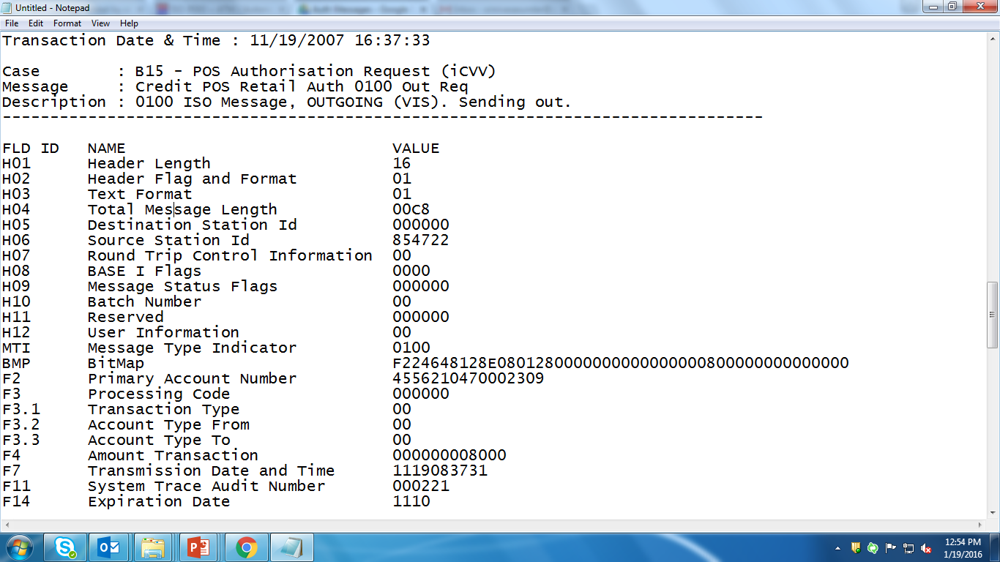 Untitled - Notepad
File Edit Format View Help
Transaction Date & Time : 11/19/2007 16:37:33
Case : B15 - POS Authorisation Request (iCVV)
Message : Credit POS Retail Auth 0100 Out Req
Description : 0100 ISO Message, OUTGOING (VIS). Sending out.
--------------------------------------------------------------------------------
FLD ID NAME VALUE
H01 Header Length 16
H02 Header Flag and Format 01
H03 Text Format 01
H04 Total Message Length 00C8
H05 Destination Station Id 000000
H06 Source Station Id 854722
H07 Round Trip Control Information 00
H08 BASE I Flags 0000
H09 Message Status Flags 000000
H10 Batch Number 00
H11 Reserved 000000
H12 User Information 00
MTI Message Type Indicator 0100
BMP BitMap F224648128E080128000000000000000800000000000000
F2 Primary Account Number 4556210470002309
F3 Processing Code 000000
F3.1 Transaction Type 00
F3.2 Account Type From 00
F3.3 Account Type To 00
F4 Amount Transaction 000000008000
F7 Transmission Date and Time 1119083731
F11 System Trace Audit Number 000221
F14 Expiration Date 1110
12:54 PM
1/19/2016